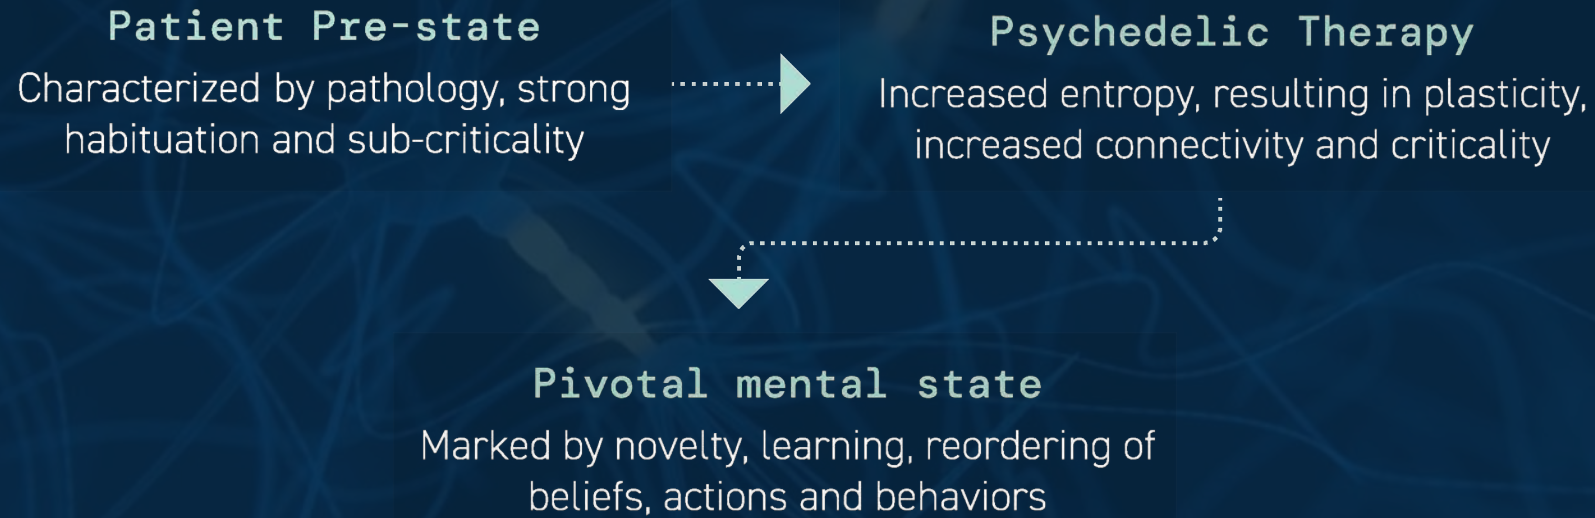 Patient Pre-state
Characterized by pathology, strong
habituation and sub-criticality
Psychedelic Therapy
Increased entropy, resulting in plasticity,
increased connectivity and criticality
Pivotal mental state
Marked by novelty, learning, reordering of
beliefs, actions and behaviors